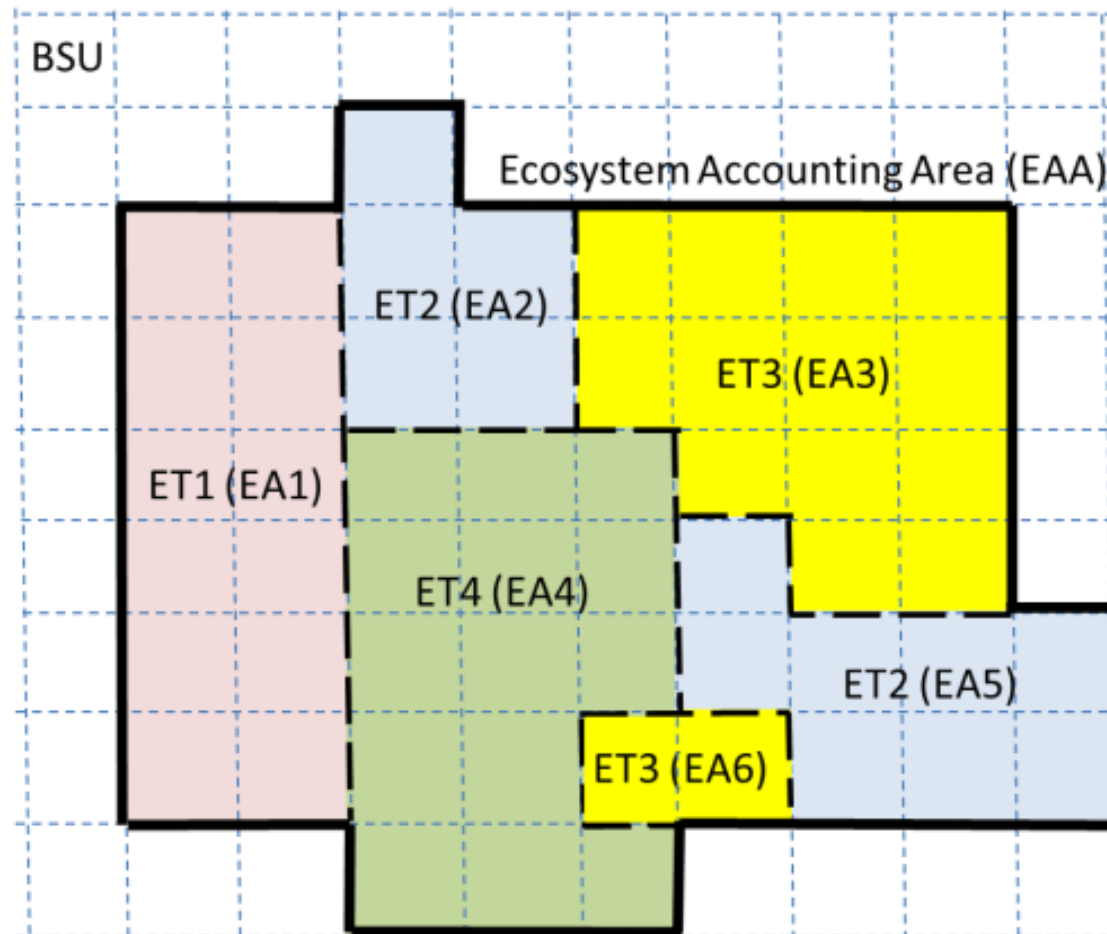 BSU
Ecosystem Accounting Area (EAA)
ET2 (EA2)
ET3 (EA3)
ET1 (EA1)
ET4 (EA4)
ET2 (EA5)
ET3 (EA6)